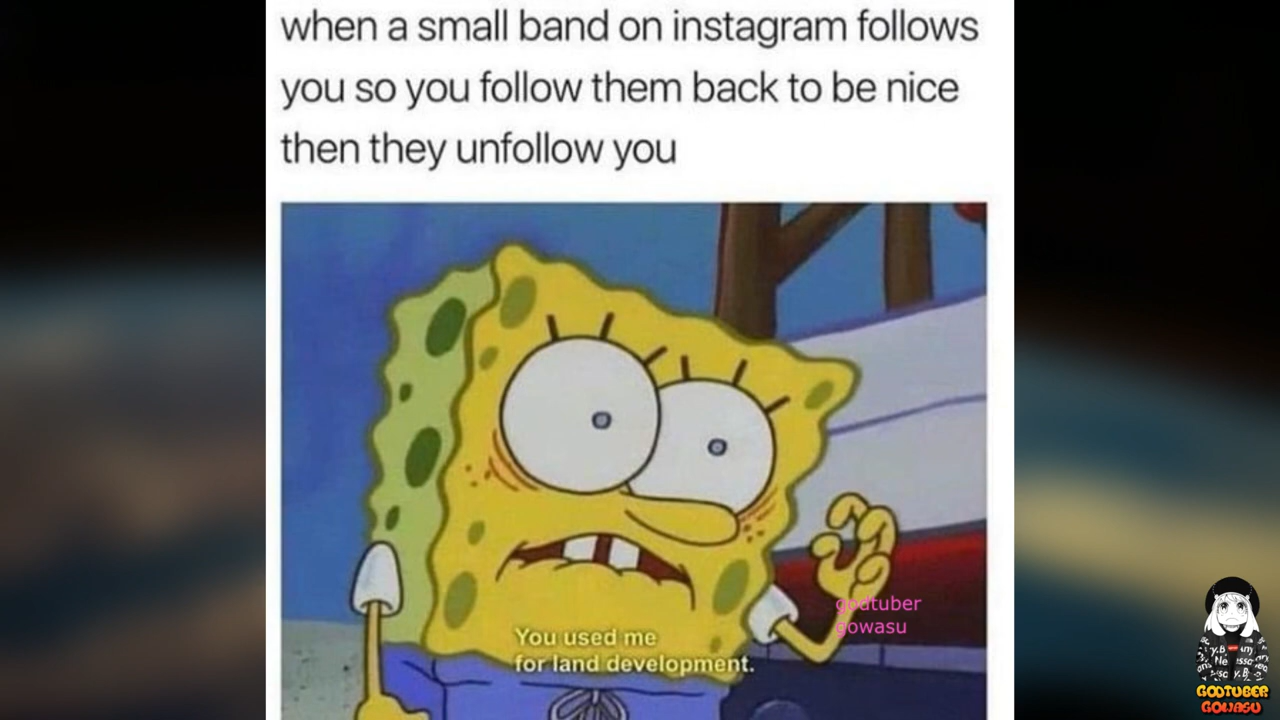 when a small band on instagram follows
you so you follow them back to be nice
then they unfollow you
You used me
for land development.
godtuber
gowasu
GODTUBER
GOWASU